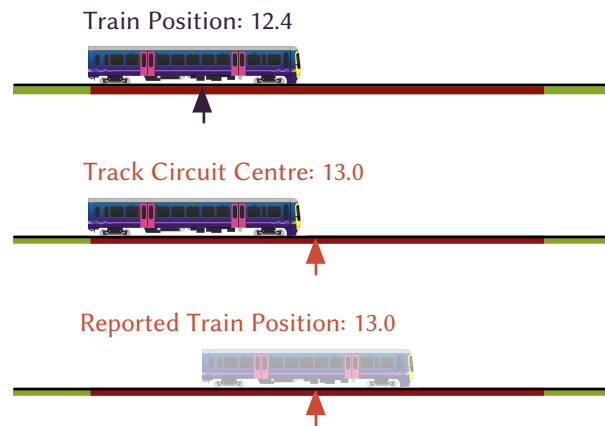 Train Position: 12.4
Track Circuit Centre: 13.0
Reported Train Position: 13.0